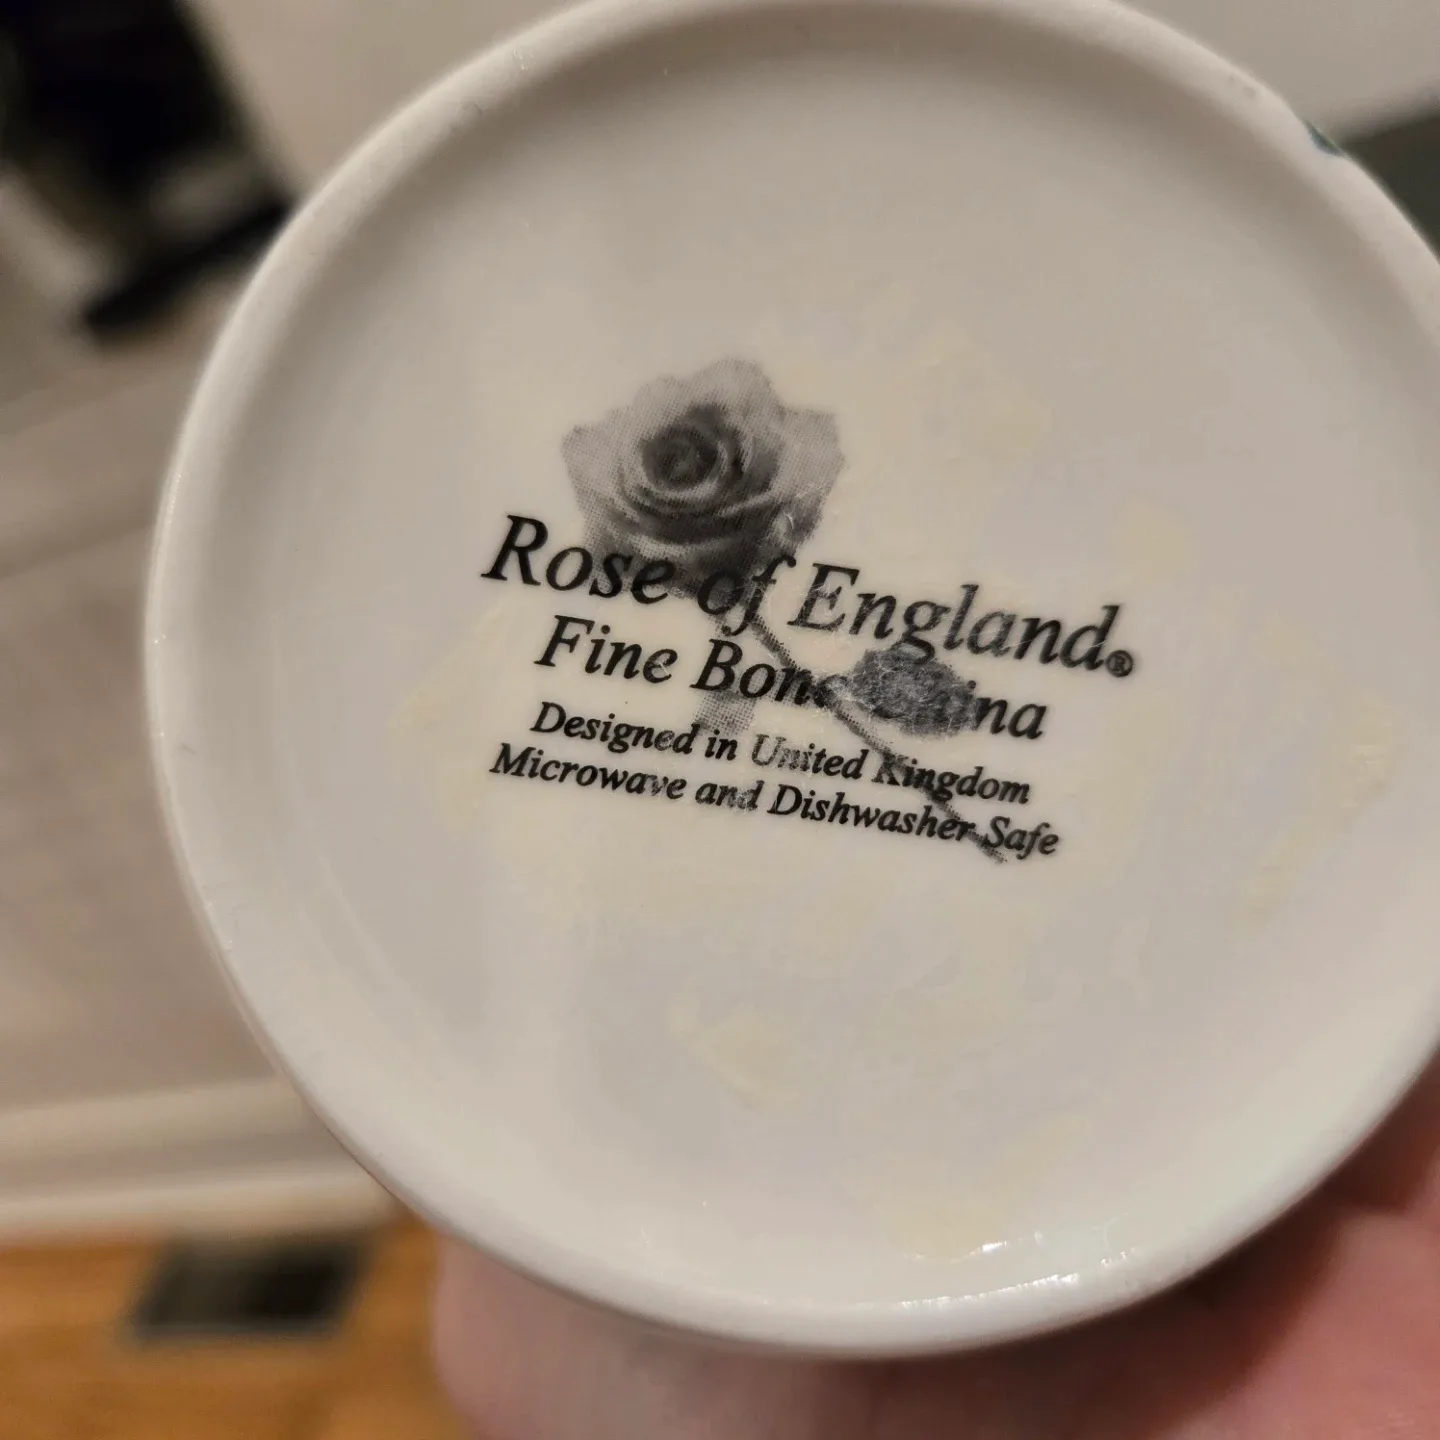 Rose of England®
Fine Bone China
Designed in United Kingdom
Microwave and Dishwasher Safe